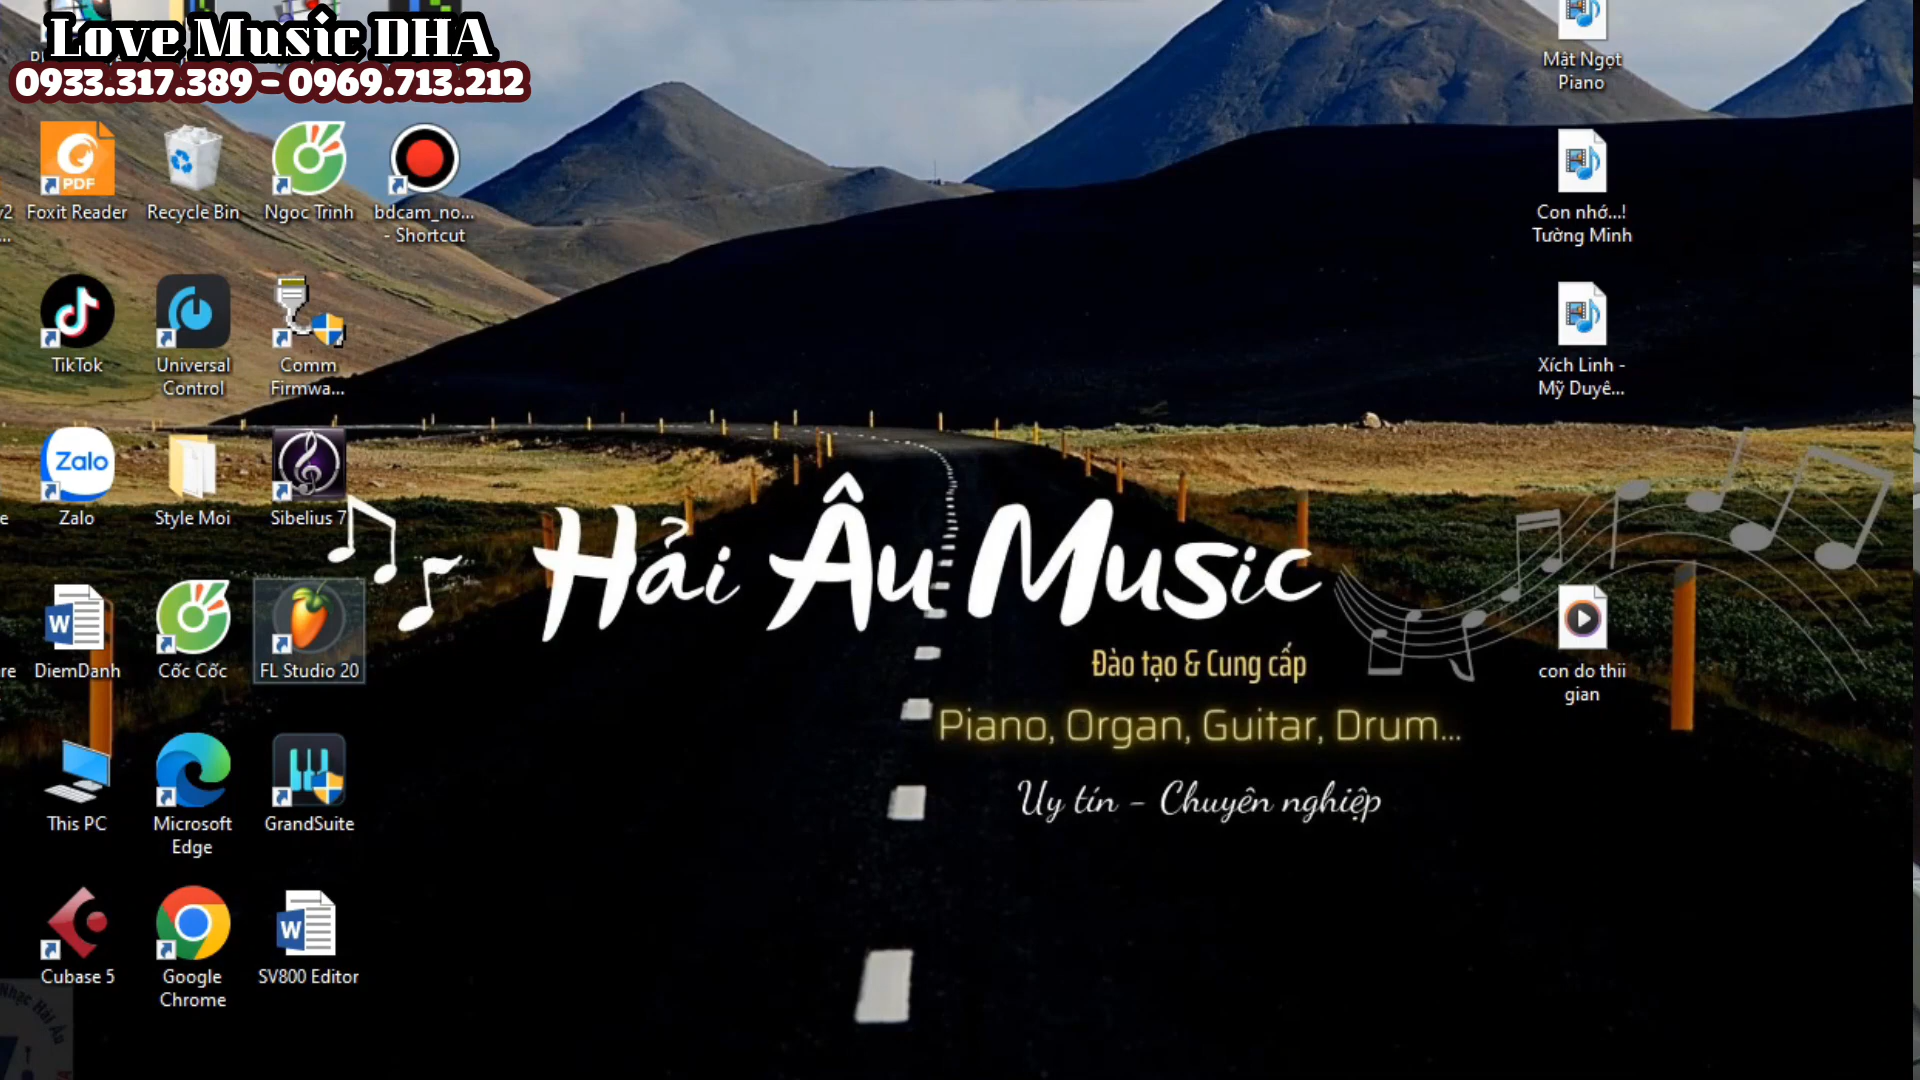 Love Music DHA
0933.317.389 - 0969.713.212
Mật Ngọt
Piano
PDF
Foxit Reader
Recycle Bin
Ngoc Trinh
bdcam_no...
- Shortcut
Con nhớ...!
Tường Minh
TikTok
Universal
Control
Comm
Firmwa...
Xích Linh -
Mỹ Duyê...
Zalo
Zalo
Style Moi
Sibelius 7
Hải Âu Music
Đào tạo & Cung cấp
Piano, Organ, Guitar, Drum...
Uy tín - Chuyên nghiệp
DiemDanh
Cốc Cốc
FL Studio 20
con do thii
gian
This PC
Microsoft
Edge
GrandSuite
Cubase 5
Google
Chrome
SV800 Editor